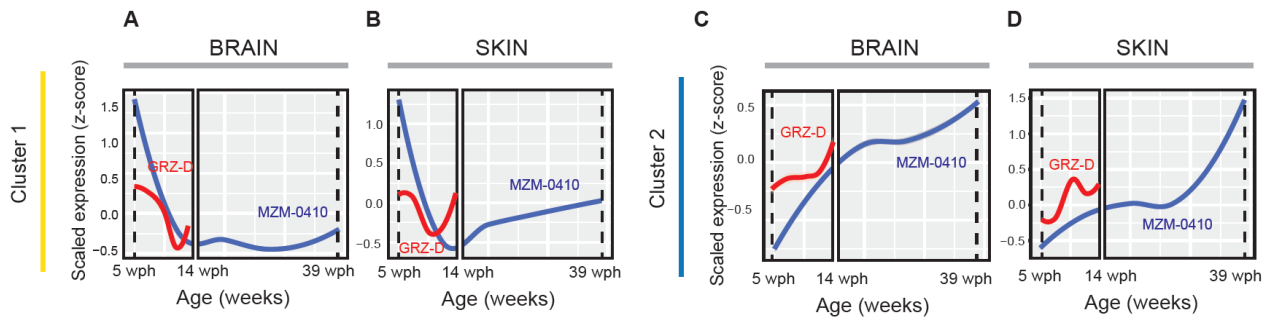 A
BRAIN
B
SKIN
C
BRAIN
D
SKIN
Cluster 1
Scaled expression (z-score)
1.5
1.0
0.5
0.0
−0.5
GRZ-D
MZM-0410
5 wph
14 wph
39 wph
Age (weeks)
1.0
0.5
0.0
-0.5
GRZ-D
MZM-0410
5 wph
14 wph
39 wph
Age (weeks)
Cluster 2
Scaled expression (z-score)
0.5
0.0
−0.5
GRZ-D
MZM-0410
5 wph
14 wph
39 wph
Age (weeks)
1.5
1.0
0.5
0.0
-0.5
GRZ-D
MZM-0410
5 wph
14 wph
39 wph
Age (weeks)